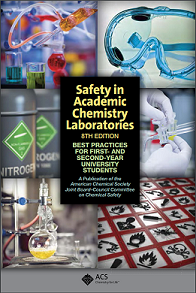 Safety in
Academic
Chemistry
Laboratories
8TH EDITION
BEST PRACTICES
FOR FIRST- AND
SECOND-YEAR
UNIVERSITY
STUDENTS
A Publication of the
American Chemical Society
Joint Board-Council Committee
on Chemical Safety
NITROGEN
ACS